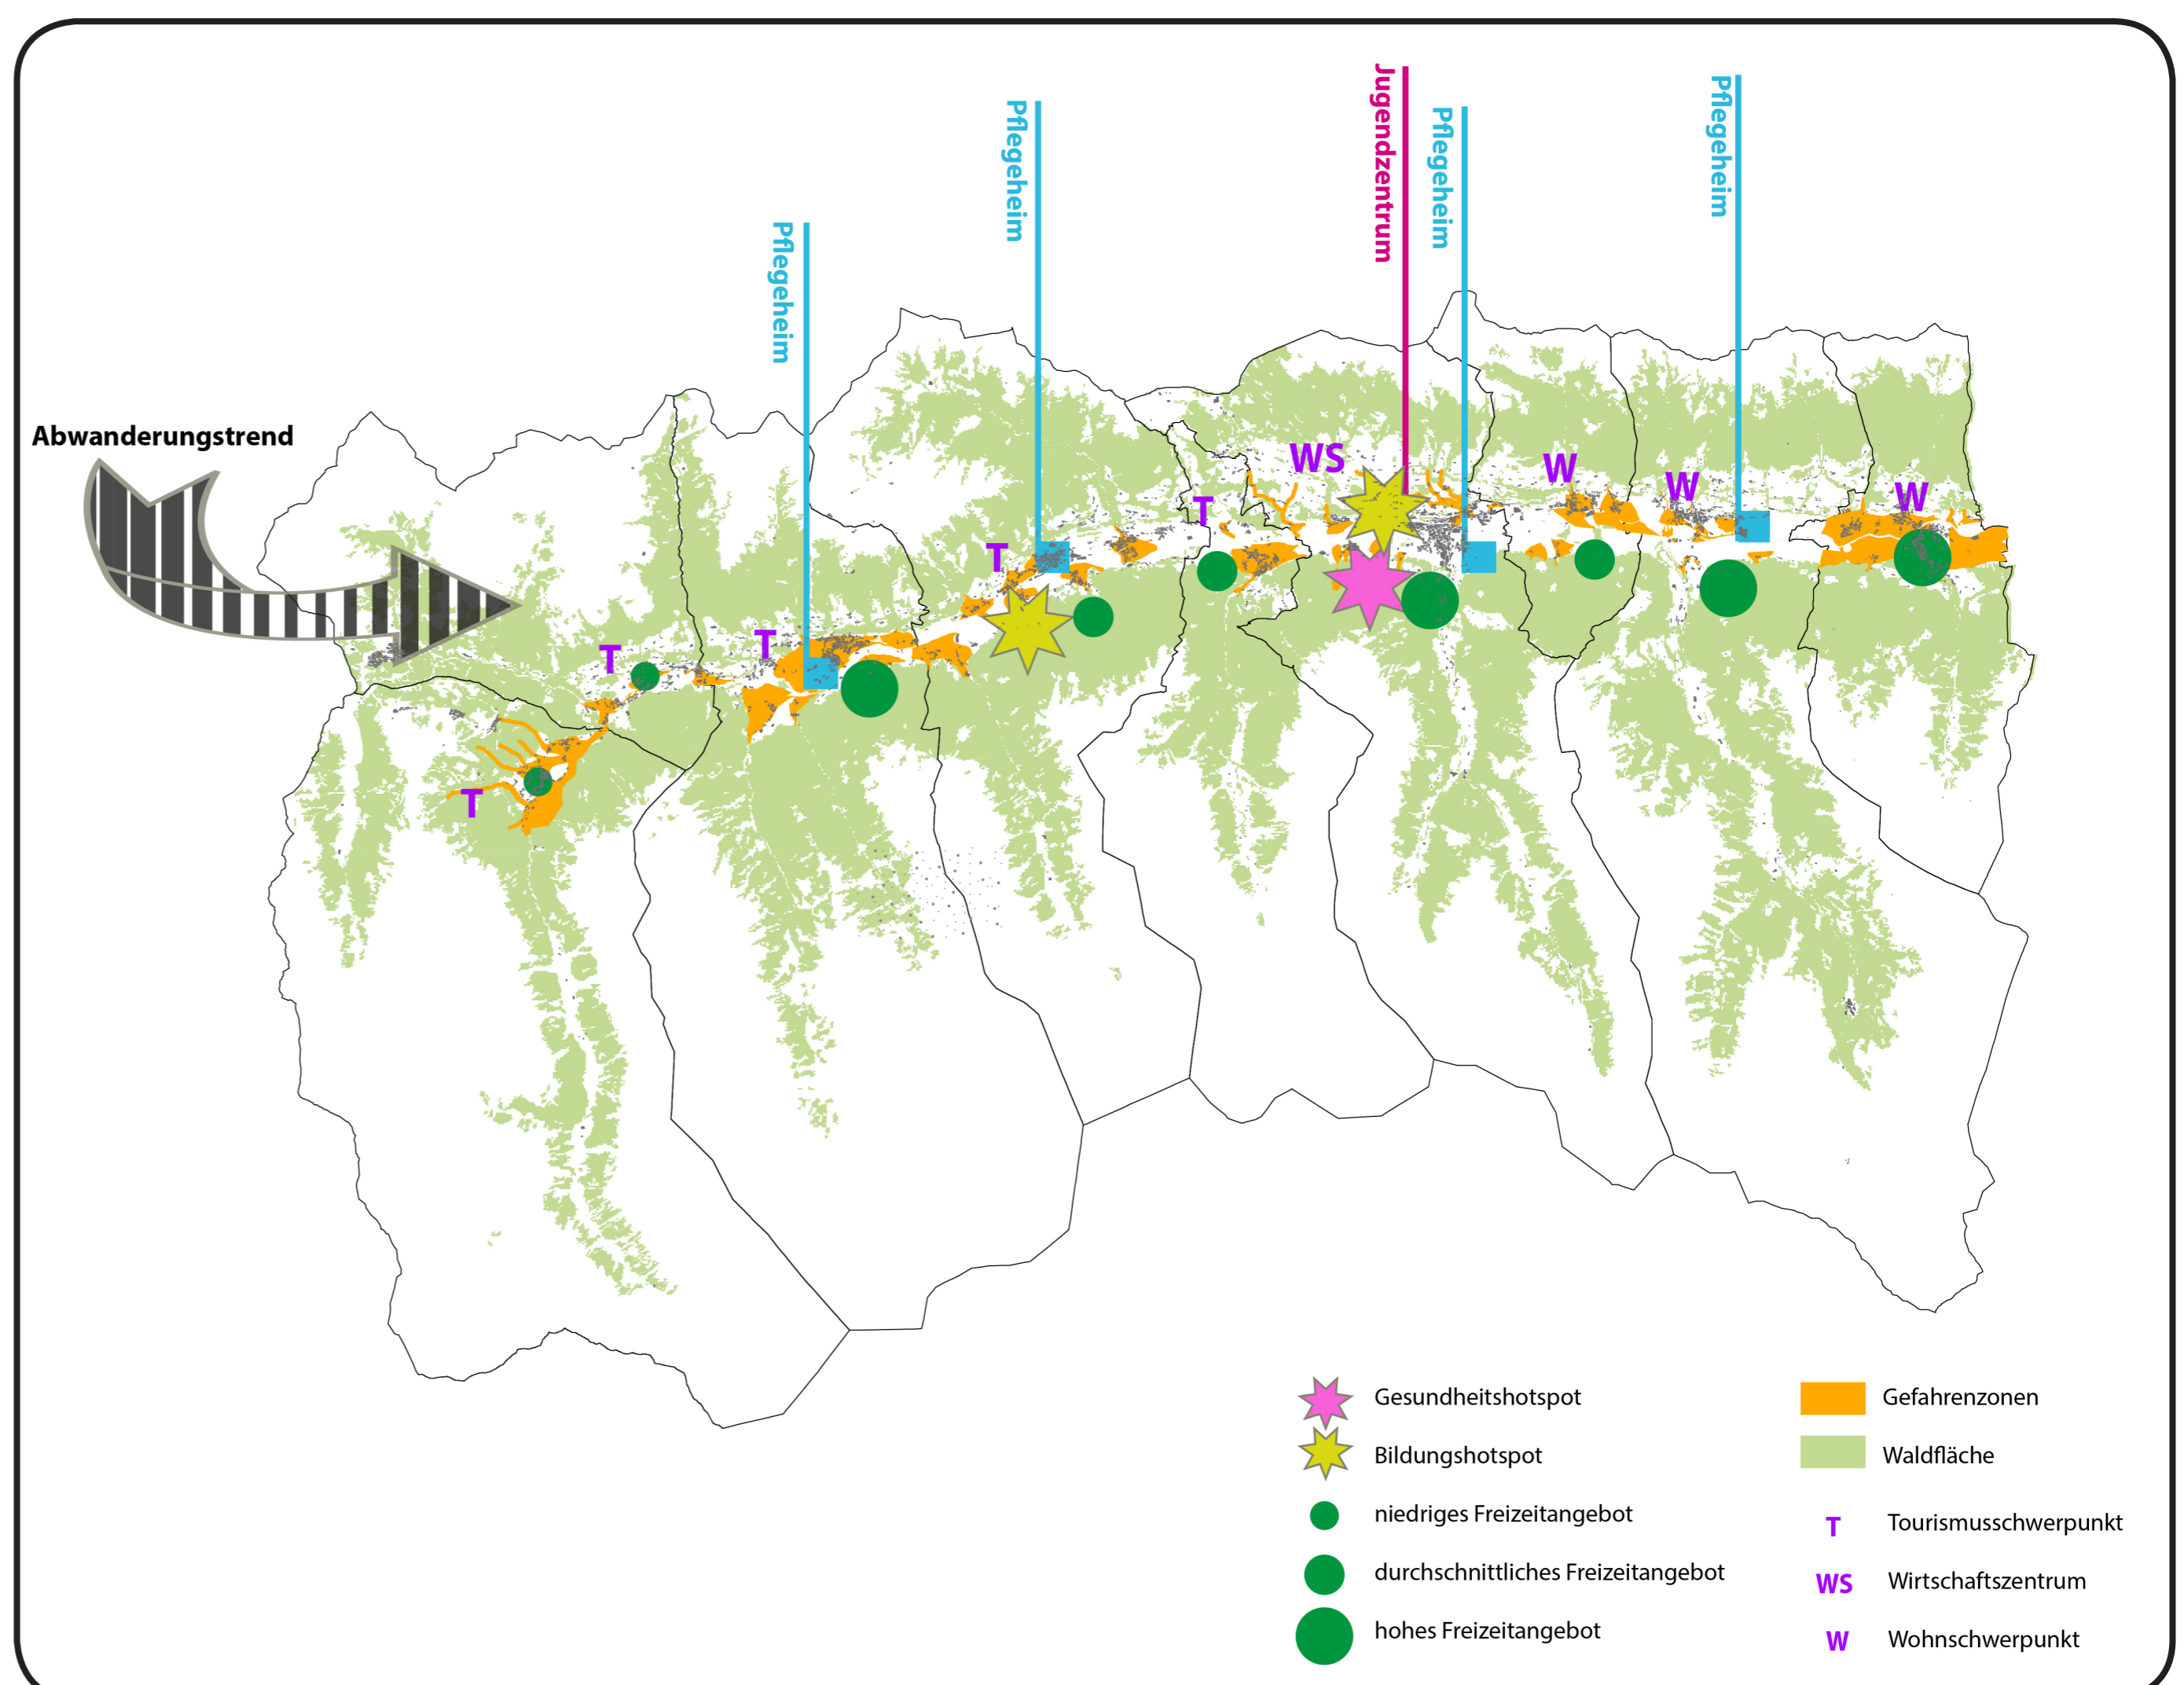 Pflegeheim
Pflegeheim
Jugendzentrum
Pflegeheim
Pflegeheim
Abwanderungstrend
T
T
T
T
T
WS
W
W
W
Gesundheitshotspot
Bildungshotspot
niedriges Freizeitangebot
durchschnittliches Freizeitangebot
hohes Freizeitangebot
Gefahrenzonen
Waldfläche
T Tourismusschwerpunkt
WS Wirtschaftszentrum
W Wohnschwerpunkt